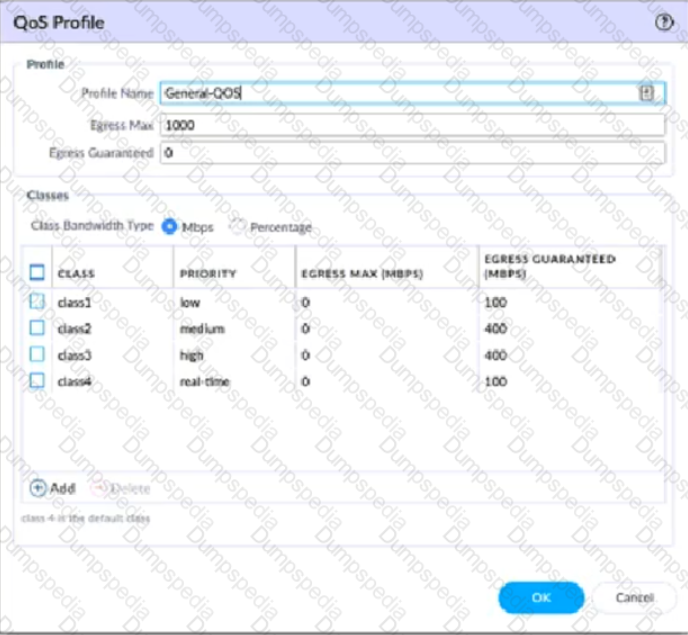 QoS Profile
Profile
Profile Name General-QOS
Egress Max 1000
Egress Guaranteed 0
Classes
Class Bandwidth Type Mbps Percentage
CLASS PRIORITY EGRESS MAX (MBPS) EGRESS GUARANTEED (MBPS)
class1 low 0 100
class2 medium 0 400
class3 high 0 400
class4 real-time 0 100
Add Delete
class 4 is the default class
OK Cancel
Dumpspedia